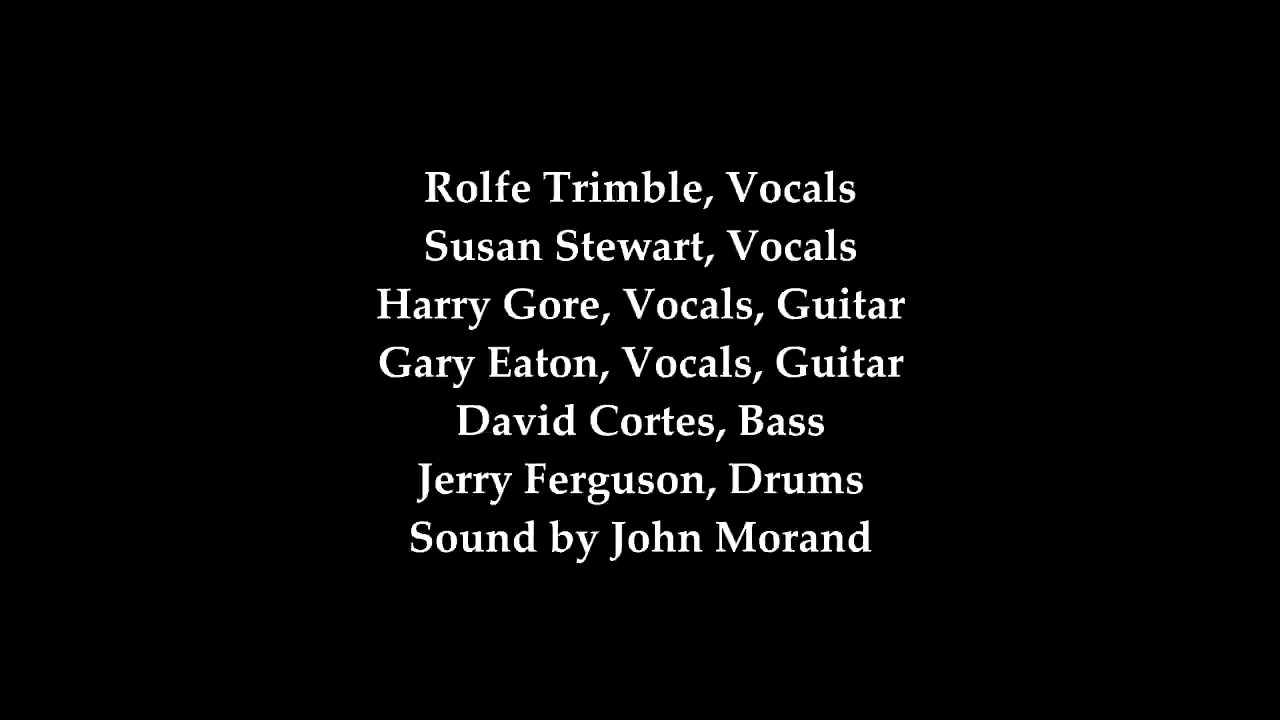 Rolfe Trimble, Vocals
Susan Stewart, Vocals
Harry Gore, Vocals, Guitar
Gary Eaton, Vocals, Guitar
David Cortes, Bass
Jerry Ferguson, Drums
Sound by John Morand